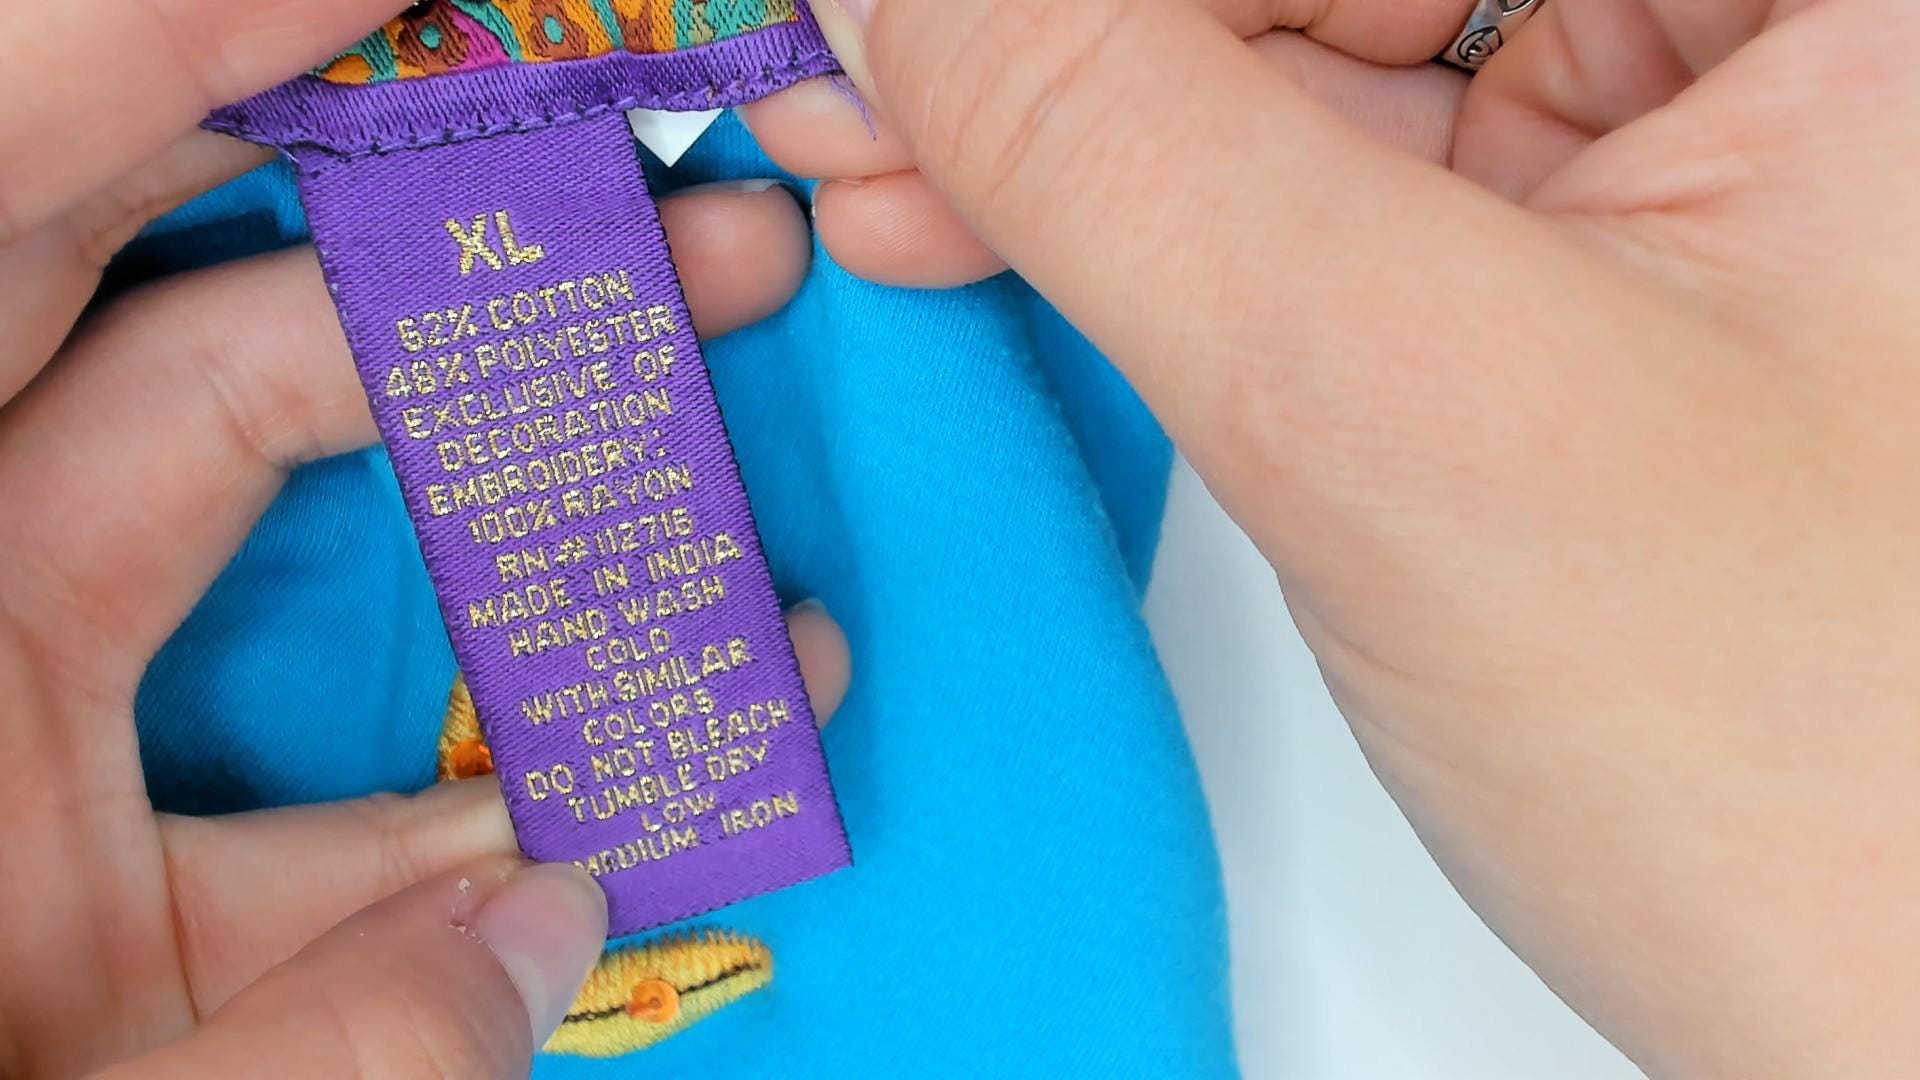 XL
52% COTTON
48% POLYESTER
EXCLUSIVE OF
DECORATION
EMBROIDERY:
100% RAYON
RN # 112716
MADE IN INDIA
HAND WASH
COLD
WITH SIMILAR
COLORS
DO NOT BLEACH
TUMBLE DRY
LOW
MEDIUM IRON